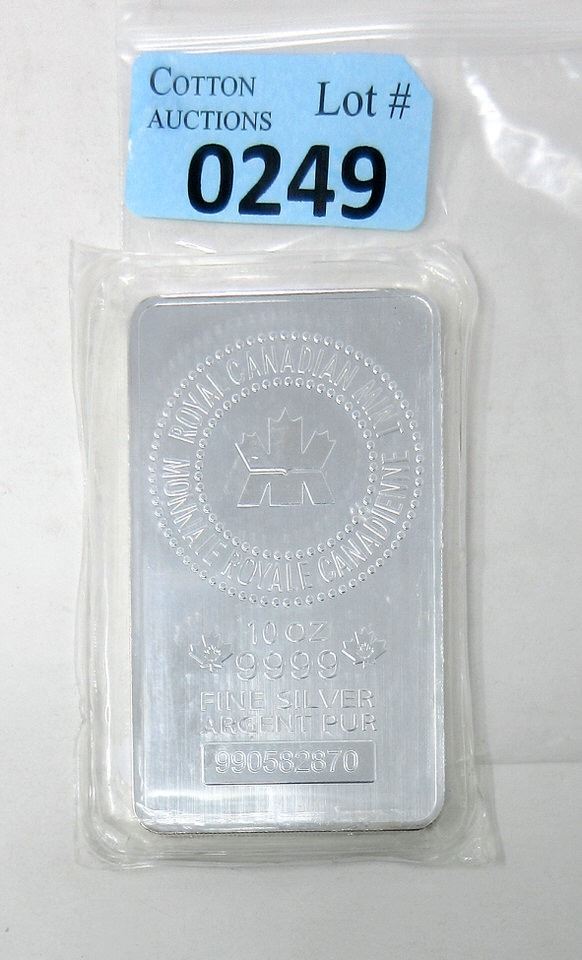 COTTON AUCTIONS
Lot #
0249
ROYAL CANADIAN MINT
MONNAIE ROYALE CANADIENNE
10 OZ
9999
FINE SILVER
ARGENT PUR
990582870